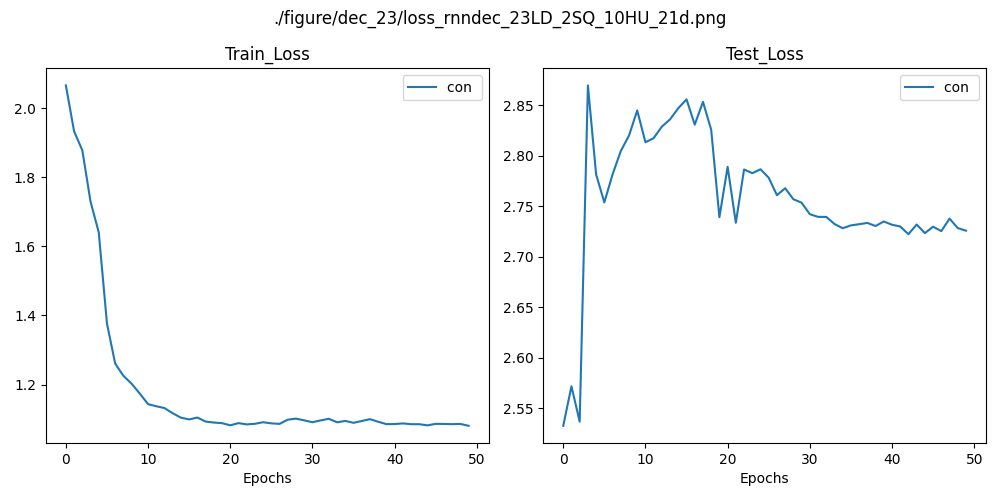 ./figure/dec_23/loss_rnndec_23LD_2SQ_10HU_21d.png
Train_Loss
con
2.0
1.8
1.6
1.4
1.2
0 10 20 30 40 50
Epochs
Test_Loss
con
2.85
2.80
2.75
2.70
2.65
2.60
2.55
0 10 20 30 40 50
Epochs